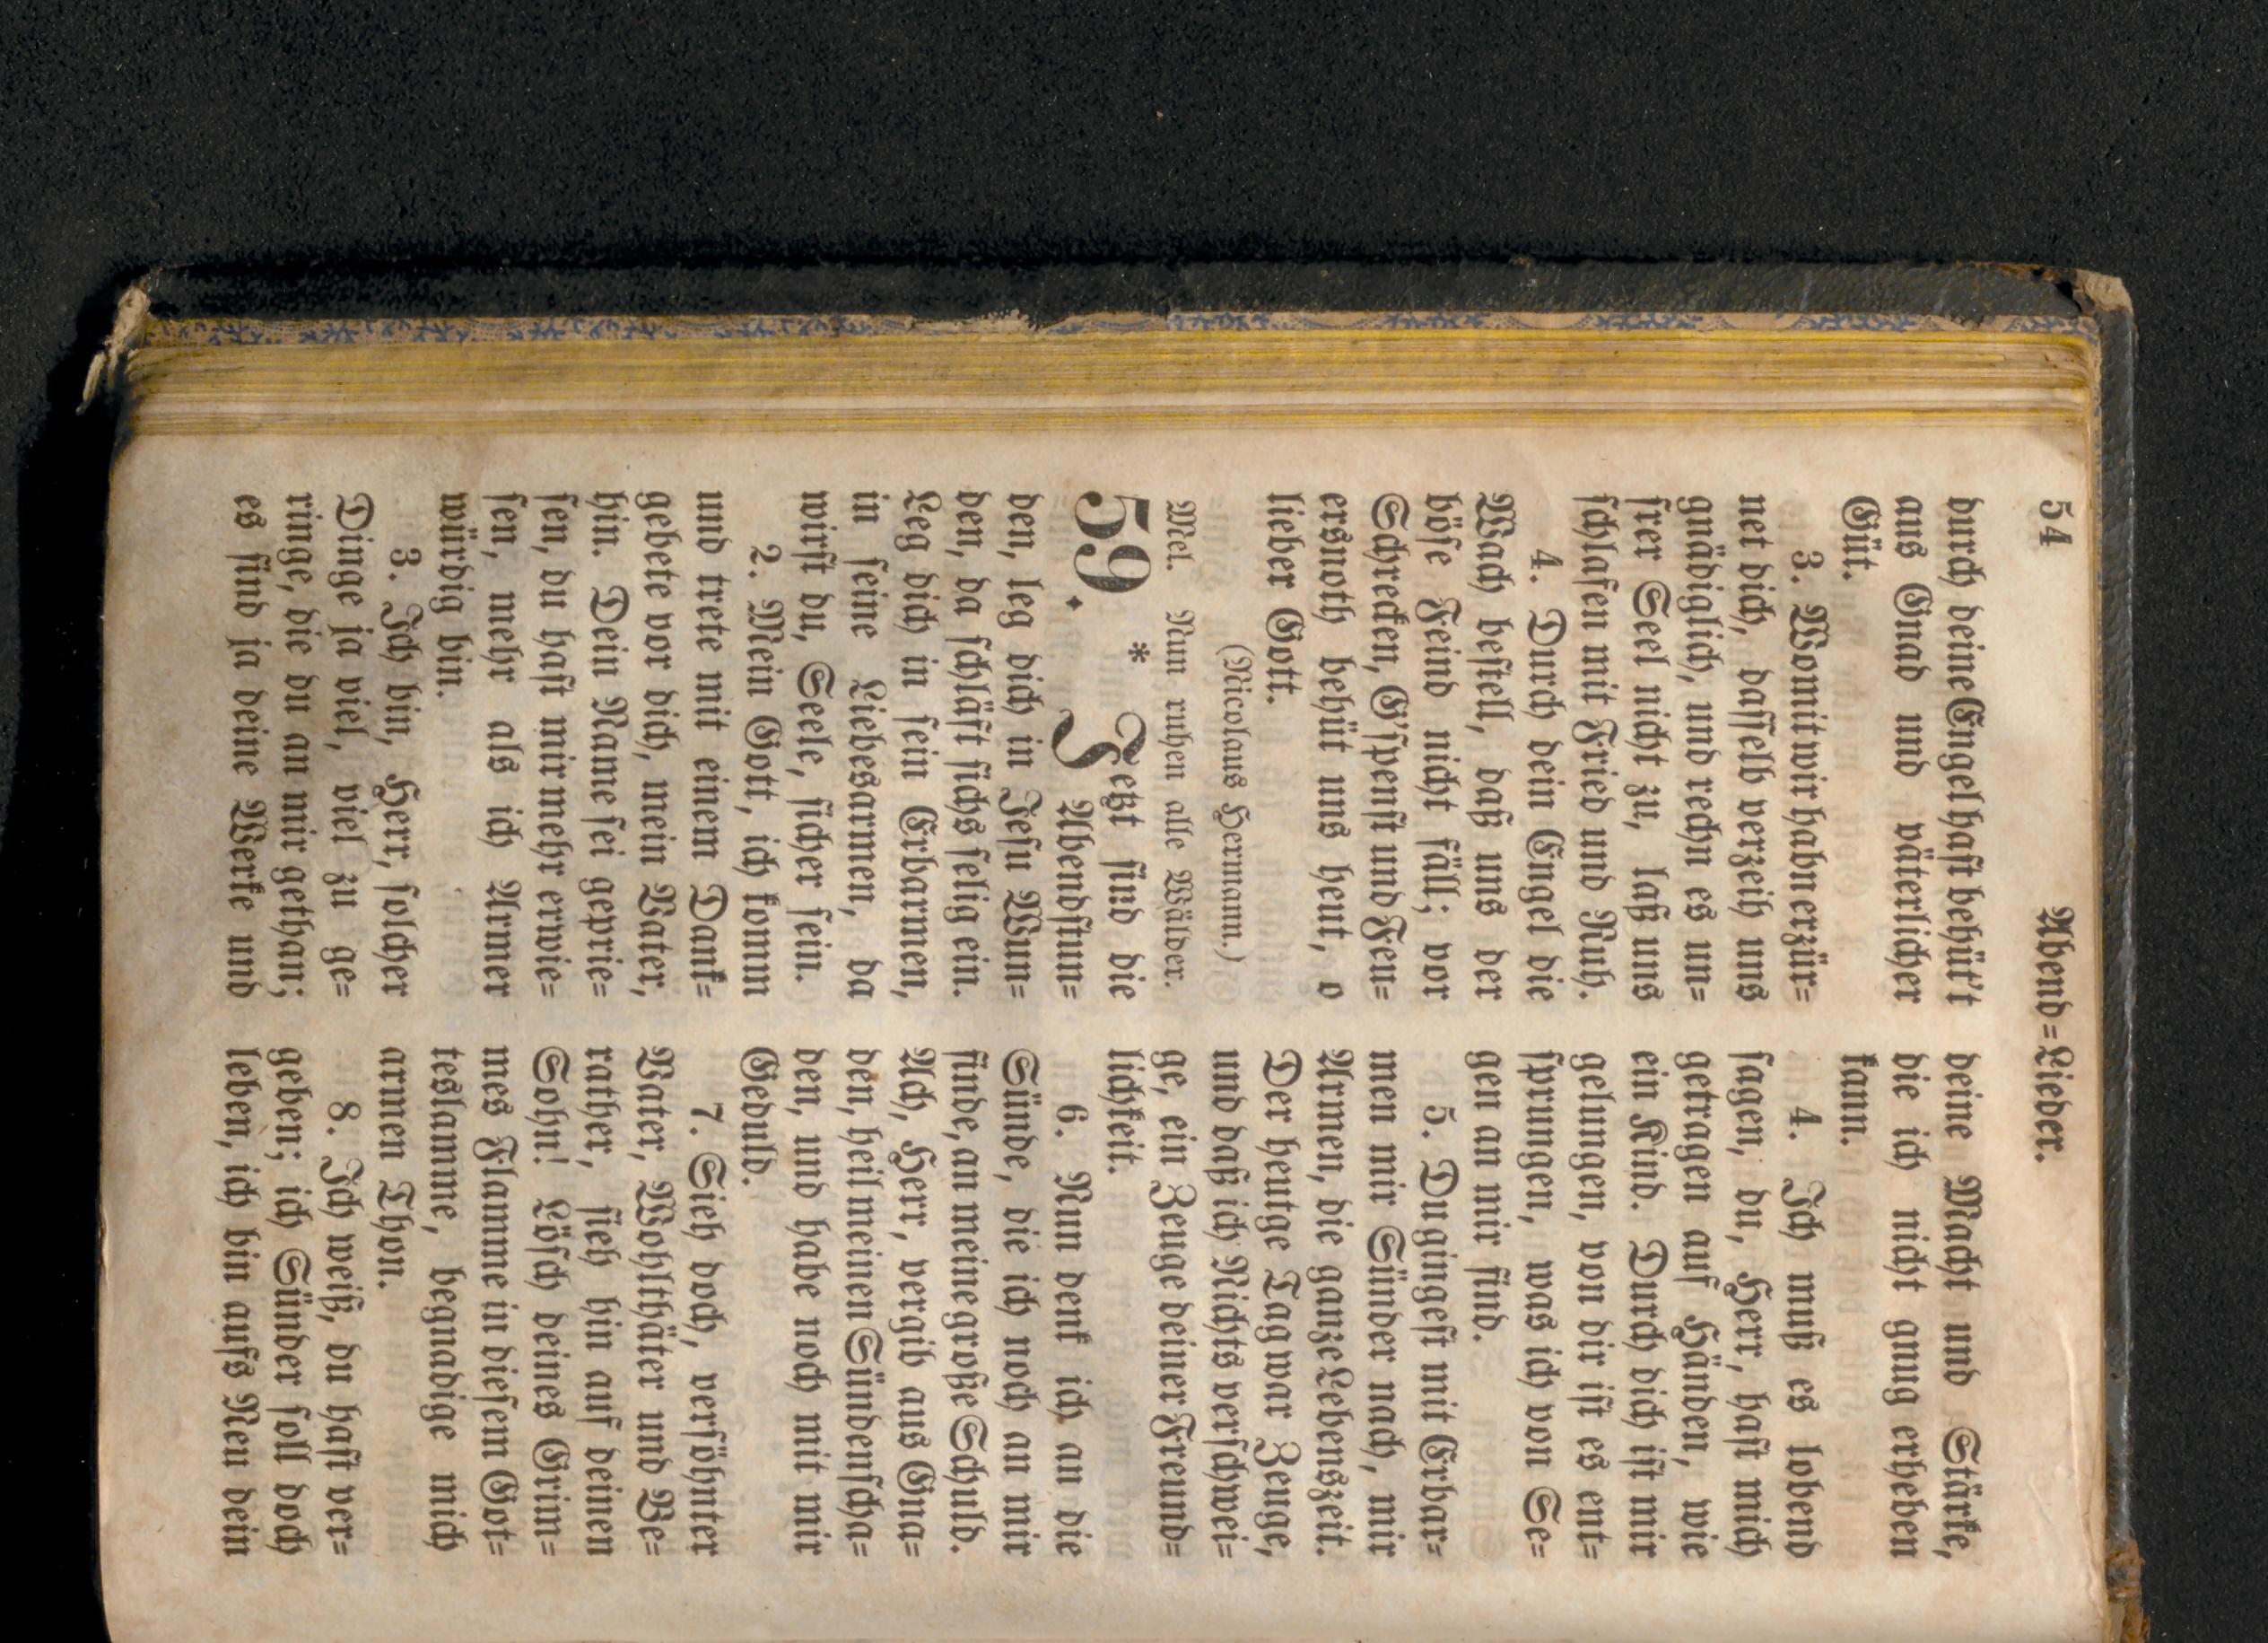 54
Abend=Lieder.
durch deine Engel hast behüt't
aus Gnad und väterlicher
Güt.
3. Womit wir habn erzür=
net dich, dasselb verzeih uns
gnädiglich, und rechn es un=
srer Seel nicht zu, laß uns
schlafen mit Fried und Ruh.
4. Durch dein Engel die
Wach bestell, daß uns der
böse Feind nicht fäll; vor
Schrecken, G'spenst und Feu=
ersnoth behüt uns heut, o
lieber Gott.
(Nicolaus Hermann.)
Mel. Nun ruhen alle Wälder.
59. * Jetzt sind die
Abendstun=
den, leg dich in Jesu Wun=
den, da schläft sichs selig ein.
Leg dich in sein Erbarmen,
in seine Liebesarmen, da
wirst du, Seele, sicher sein.
2. Mein Gott, ich komm
und trete mit einem Dank=
gebete vor dich, mein Vater,
hin. Dein Name sei geprie=
sen, du hast mir mehr erwie=
sen, mehr als ich Armer
würdig bin.
3. Ich bin, Herr, solcher
Dinge ja viel, viel zu ge=
ringe, die du an mir gethan;
es sind ja deine Werke und
deine Macht und Stärke,
die ich nicht gnug erheben
kann.
4. Ich muß es lobend
sagen, du, Herr, hast mich
getragen auf Händen, wie
ein Kind. Durch dich ist mir
gelungen, von dir ist es ent=
sprungen, was ich von Se=
gen an mir find.
5. Du gingest mit Erbar=
men mir Sünder nach, mir
Armen, die ganze Lebenszeit.
Der heutge Tag war Zeuge,
und daß ich Nichts verschwei=
ge, ein Zeuge deiner Freund=
lichkeit.
6. Nun denk ich an die
Sünde, die ich noch an mir
finde, an meine große Schuld.
Ach, Herr, vergib aus Gna=
den, heil meinen Sündenscha=
den, und habe noch mit mir
Geduld.
7. Sieh doch, versöhnter
Vater, Wohlthäter und Be=
rather, sieh hin auf deinen
Sohn! Lösch deines Grim=
mes Flamme in diesem Got=
teslamme, begnadige mich
armen Thon.
8. Ich weiß, du hast ver=
geben; ich Sünder soll doch
leben, ich bin aufs Neu dein